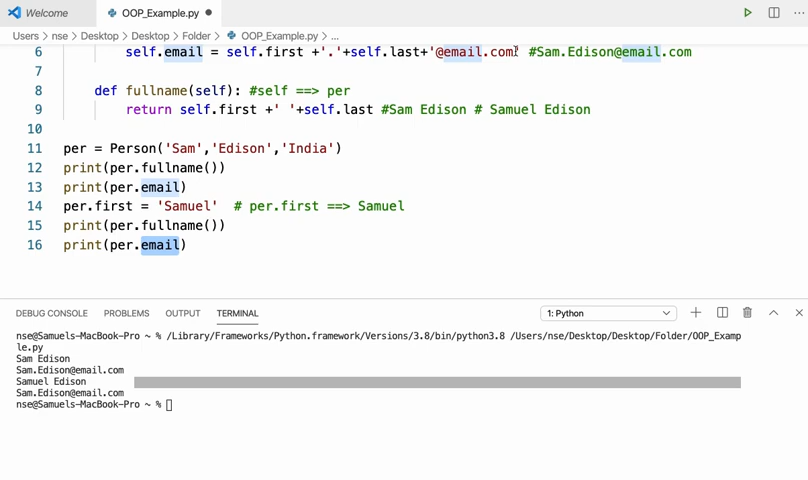 Welcome
OOP_Example.py
Users > nse > Desktop > Desktop > Folder > OOP_Example.py > ...
6 self.email = self.first +'.'+self.last+'@email.com' #Sam.Edison@email.com
7
8 def fullname(self): #self ==> per
9 return self.first +' '+self.last #Sam Edison # Samuel Edison
10
11 per = Person('Sam','Edison','India')
12 print(per.fullname())
13 print(per.email)
14 per.first = 'Samuel' # per.first ==> Samuel
15 print(per.fullname())
16 print(per.email)
DEBUG CONSOLE PROBLEMS OUTPUT TERMINAL 1: Python
nse@Samuels-MacBook-Pro ~ % /Library/Frameworks/Python.framework/Versions/3.8/bin/python3.8 /Users/nse/Desktop/Desktop/Folder/OOP_Examp
le.py
Sam Edison
Sam.Edison@email.com
Samuel Edison
Sam.Edison@email.com
nse@Samuels-MacBook-Pro ~ %